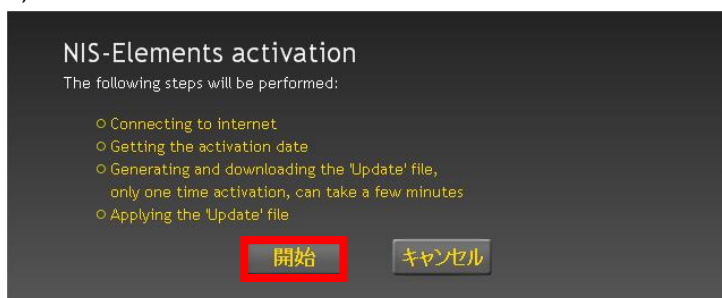 NIS-Elements activation
The following steps will be performed:
Connecting to internet
Getting the activation date
Generating and downloading the 'Update' file,
only one time activation, can take a few minutes
Applying the 'Update' file
開始 キャンセル